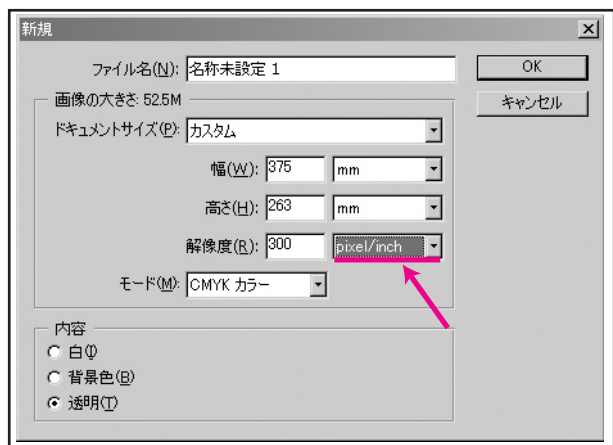 新規
ファイル名(N): 名称未設定 1
OK
キャンセル
画像の大きさ: 52.5M
ドキュメントサイズ(P): カスタム
幅(W): 375 mm
高さ(H): 263 mm
解像度(R): 300 pixel/inch
モード(M): CMYK カラー
内容
白(I)
背景色(B)
透明(T)